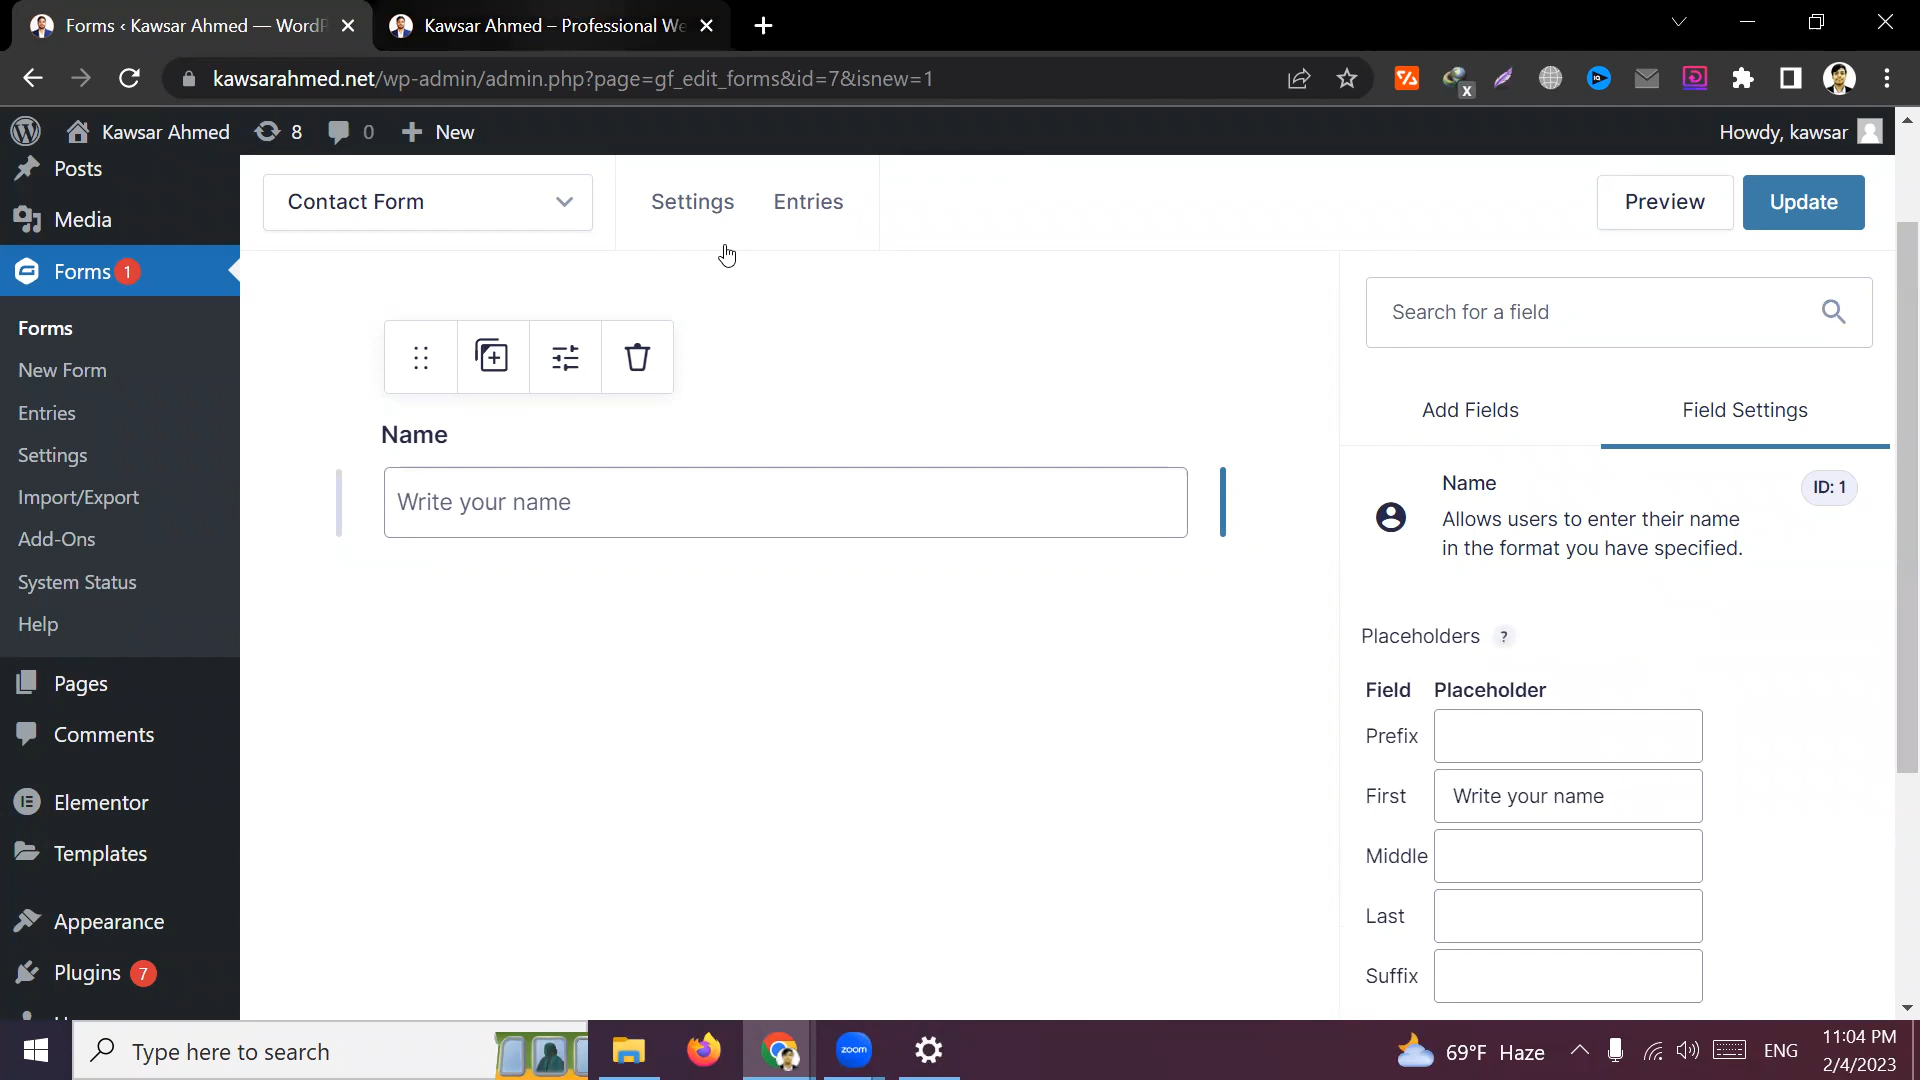 Forms ‹ Kawsar Ahmed — WordP
Kawsar Ahmed – Professional We
kawsarahmed.net/wp-admin/admin.php?page=gf_edit_forms&id=7&isnew=1
Kawsar Ahmed
8
0
New
Howdy, kawsar
Posts
Media
Forms 1
Forms
New Form
Entries
Settings
Import/Export
Add-Ons
System Status
Help
Pages
Comments
Elementor
Templates
Appearance
Plugins 7
Contact Form
Settings
Entries
Preview
Update
Name
Write your name
Search for a field
Add Fields
Field Settings
Name
ID: 1
Allows users to enter their name
in the format you have specified.
Placeholders ?
Field Placeholder
Prefix
First Write your name
Middle
Last
Suffix
Type here to search
zoom
69°F Haze
ENG
11:04 PM
2/4/2023